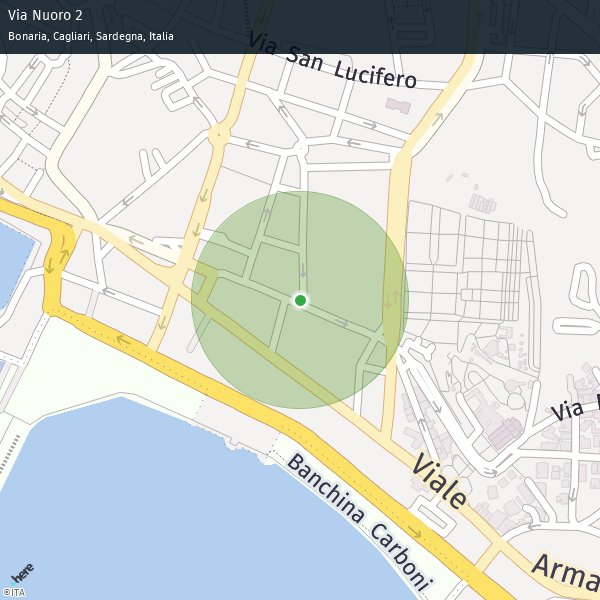 Via Nuoro 2
Bonaria, Cagliari, Sardegna, Italia
Via San Lucifero
Via
Viale
Banchina Carboni
Arma
here
©ITA